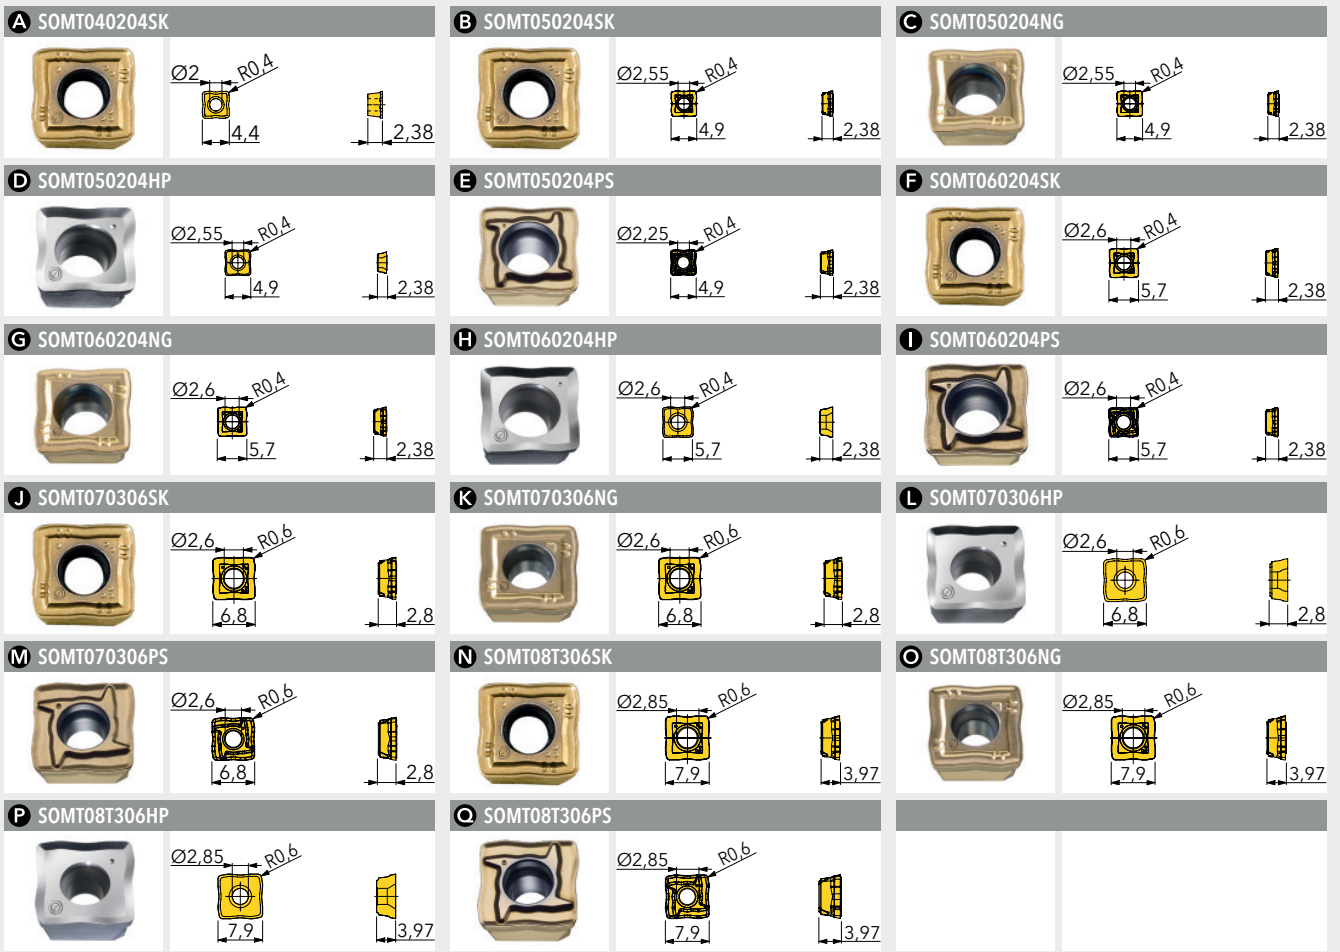 A SOMT040204SK
Ø2
R0,4
4,4
2,38
B SOMT050204SK
Ø2,55
R0,4
4,9
2,38
C SOMT050204NG
Ø2,55
R0,4
4,9
2,38
D SOMT050204HP
Ø2,55
R0,4
4,9
2,38
E SOMT050204PS
Ø2,25
R0,4
4,9
2,38
F SOMT060204SK
Ø2,6
R0,4
5,7
2,38
G SOMT060204NG
Ø2,6
R0,4
5,7
2,38
H SOMT060204HP
Ø2,6
R0,4
5,7
2,38
I SOMT060204PS
Ø2,6
R0,4
5,7
2,38
J SOMT070306SK
Ø2,6
R0,6
6,8
2,8
K SOMT070306NG
Ø2,6
R0,6
6,8
2,8
L SOMT070306HP
Ø2,6
R0,6
6,8
2,8
M SOMT070306PS
Ø2,6
R0,6
6,8
2,8
N SOMT08T306SK
Ø2,85
R0,6
7,9
3,97
O SOMT08T306NG
Ø2,85
R0,6
7,9
3,97
P SOMT08T306HP
Ø2,85
R0,6
7,9
3,97
Q SOMT08T306PS
Ø2,85
R0,6
7,9
3,97